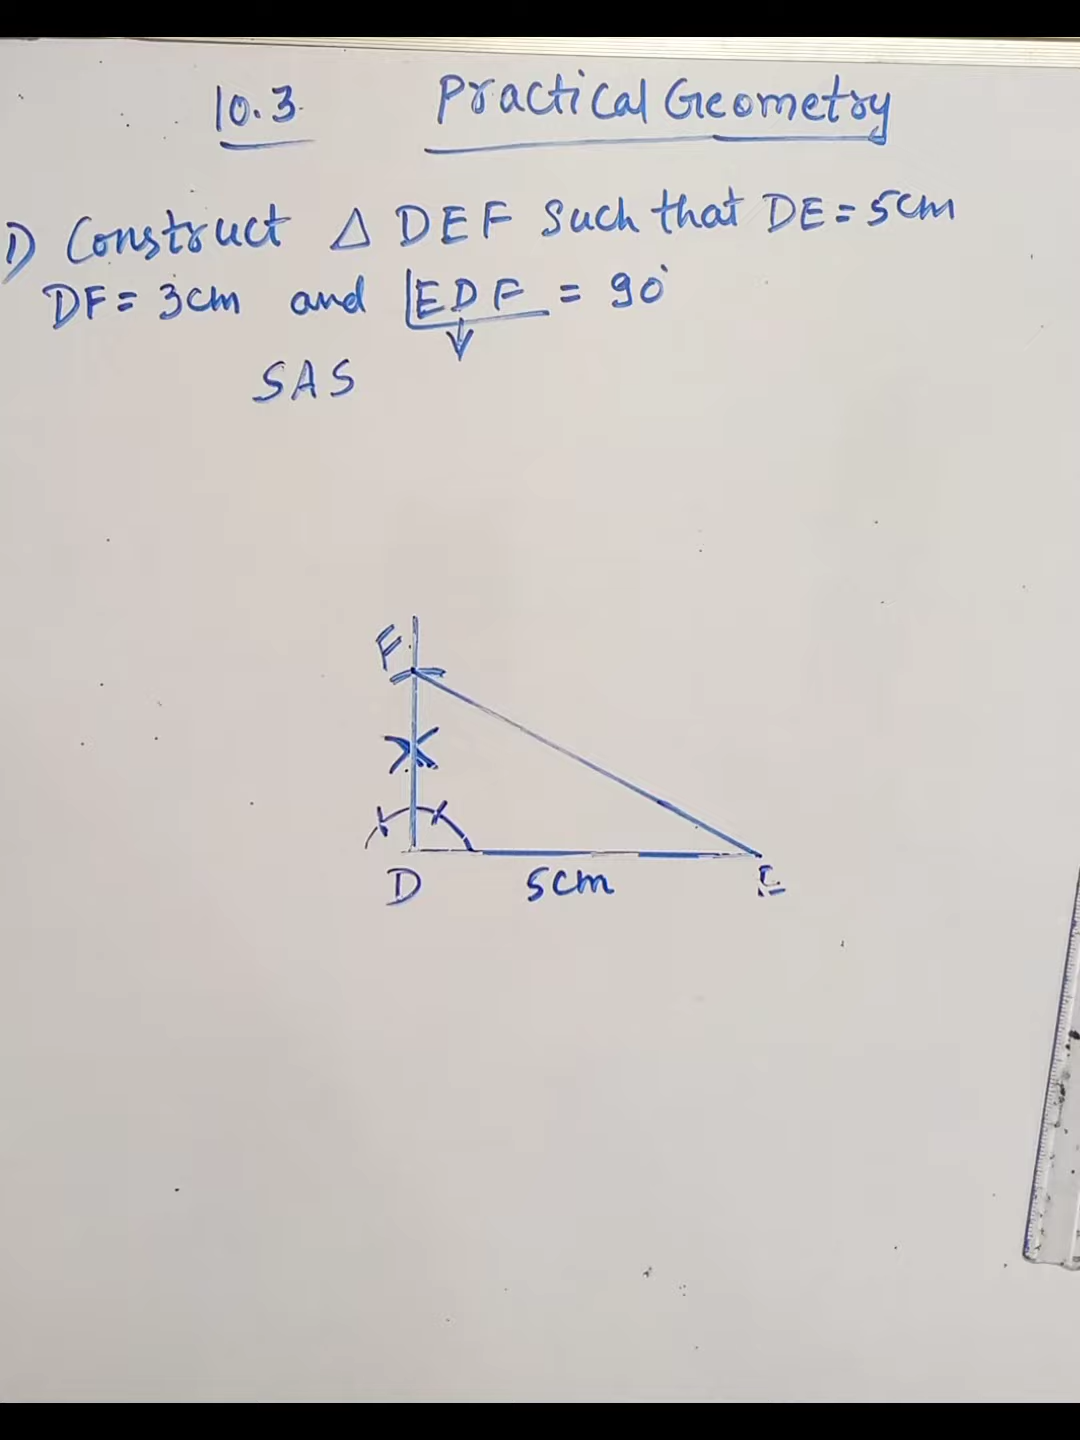 10.3 Practical Geometry
1) Construct △ DEF Such that DE = 5cm
DF = 3cm and ∠EDF = 90°
SAS
F
D 5cm E